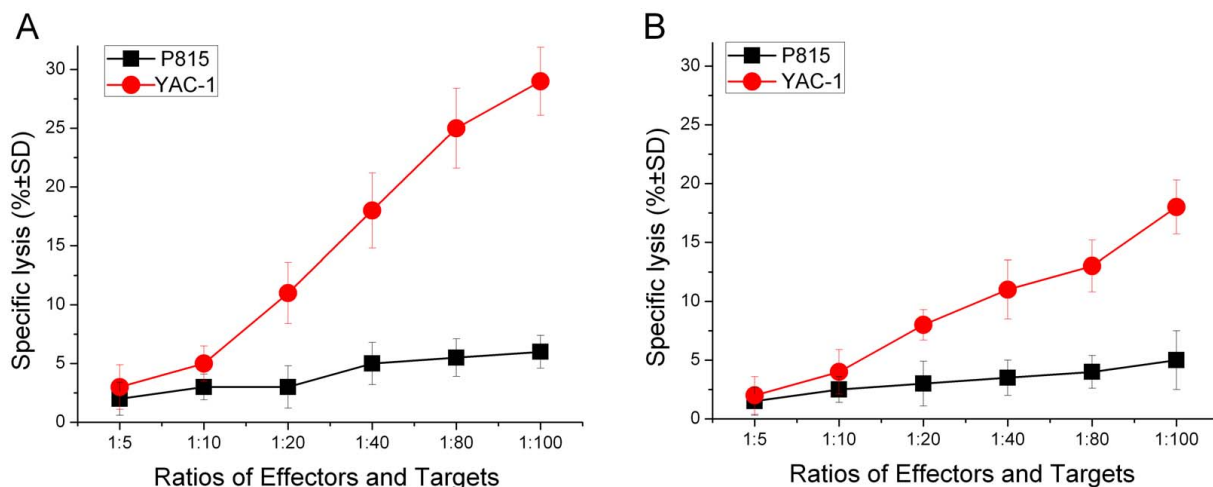 A
P815
YAC-1
Specific lysis (%±SD)
30
25
20
15
10
5
0
1:5
1:10
1:20
1:40
1:80
1:100
Ratios of Effectors and Targets
B
P815
YAC-1
Specific lysis (%±SD)
30
25
20
15
10
5
0
1:5
1:10
1:20
1:40
1:80
1:100
Ratios of Effectors and Targets